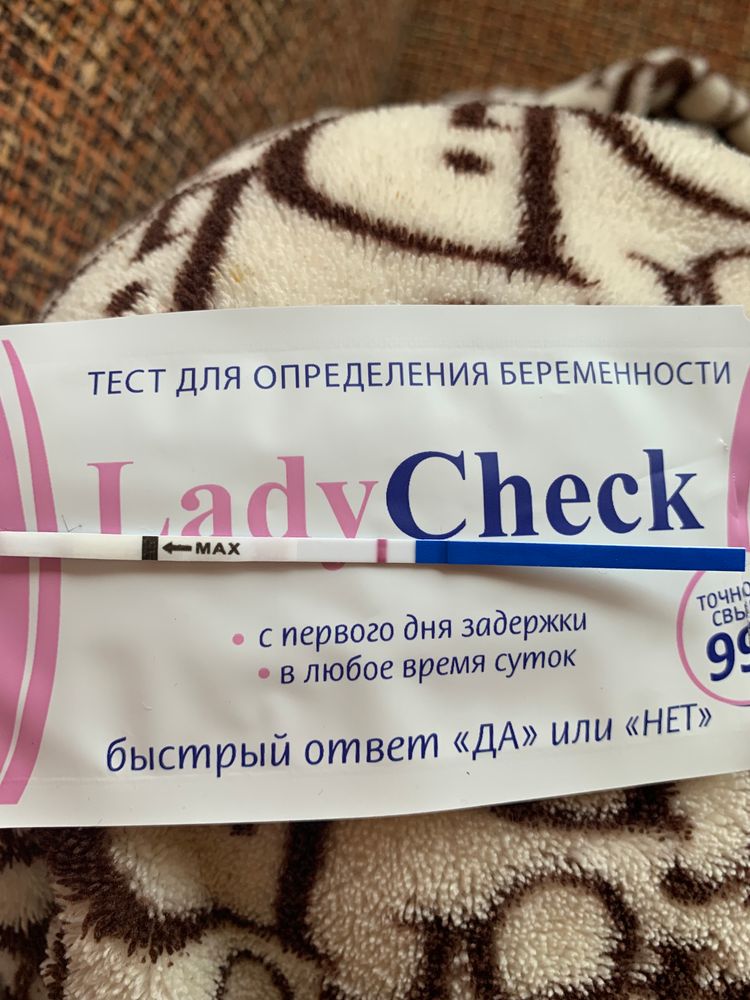 ТЕСТ ДЛЯ ОПРЕДЕЛЕНИЯ БЕРЕМЕННОСТИ
LadyCheck
MAX
• с первого дня задержки
• в любое время суток
быстрый ответ «ДА» или «НЕТ»